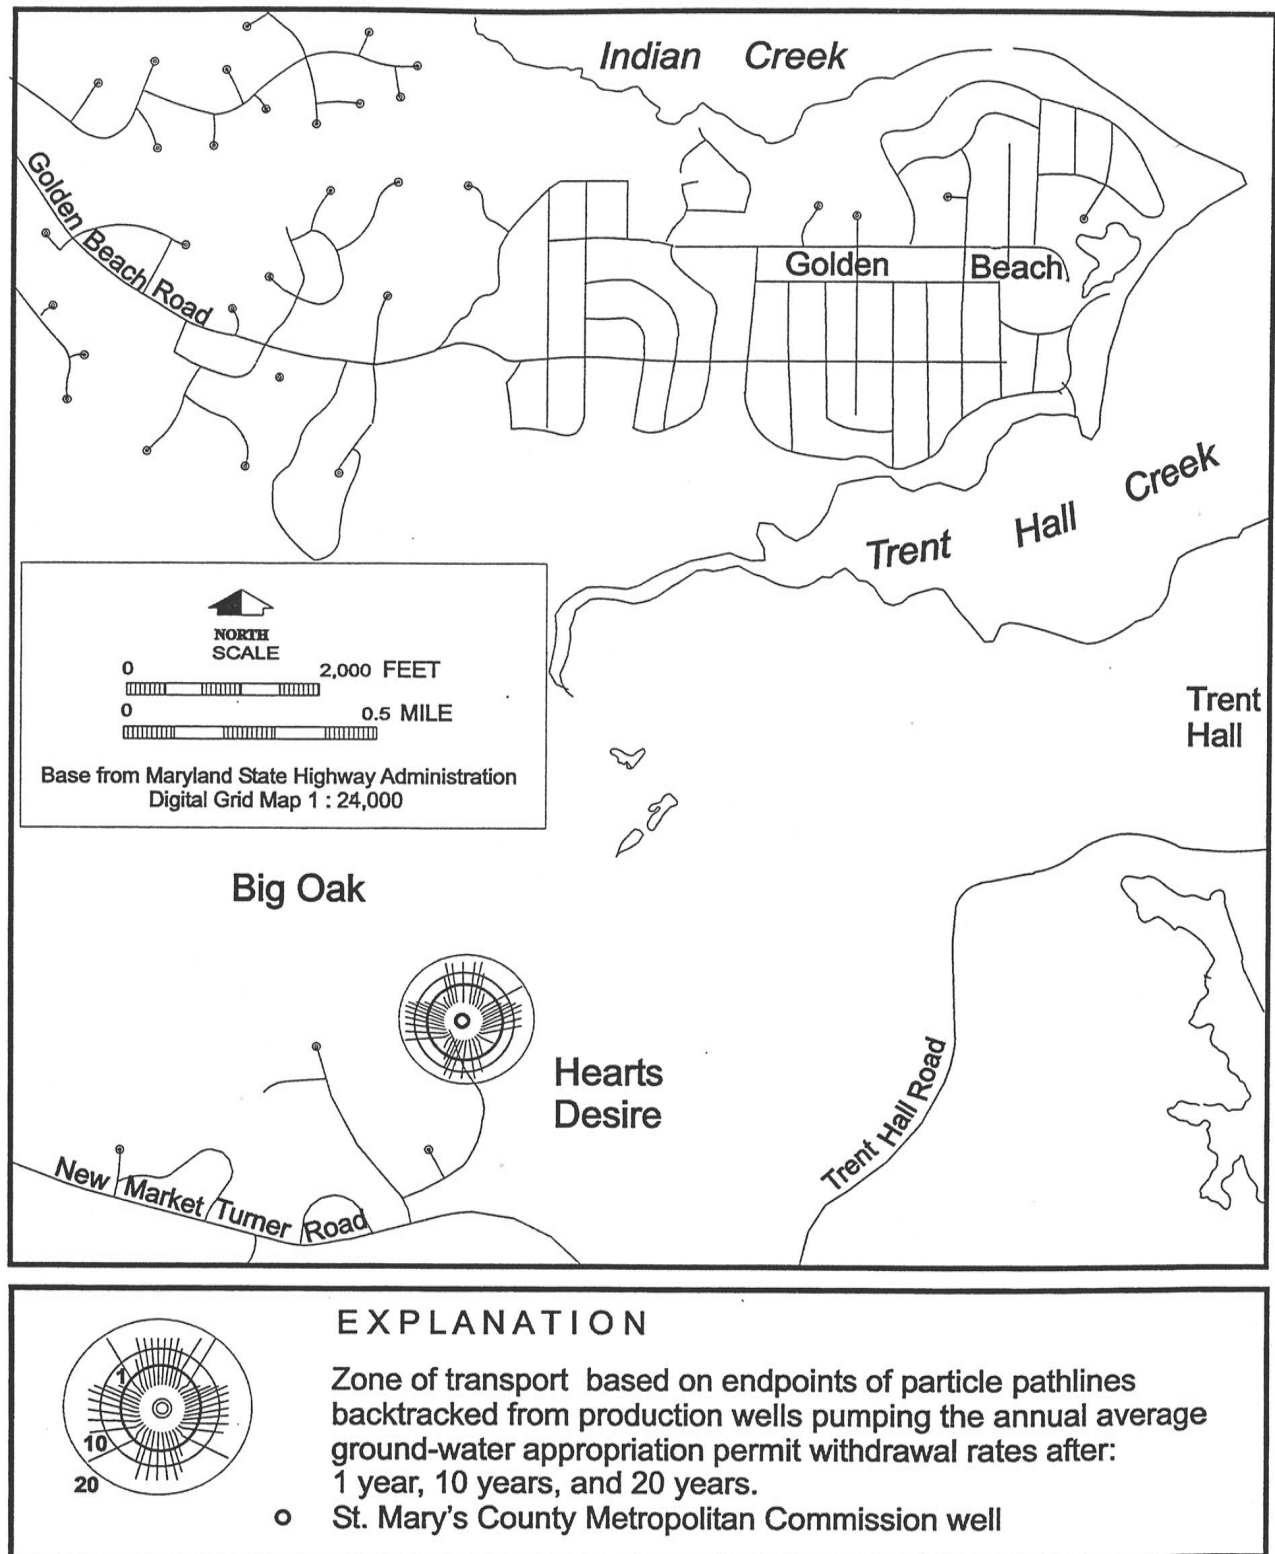 Indian Creek
Golden Beach Road
Golden Beach
Trent Hall Creek
NORTH
SCALE
0 2,000 FEET
0 0.5 MILE
Base from Maryland State Highway Administration
Digital Grid Map 1 : 24,000
Trent
Hall
Big Oak
Hearts
Desire
Trent Hall Road
New Market Turner Road
EXPLANATION
1
10
20
Zone of transport based on endpoints of particle pathlines
backtracked from production wells pumping the annual average
ground-water appropriation permit withdrawal rates after:
1 year, 10 years, and 20 years.
St. Mary's County Metropolitan Commission well